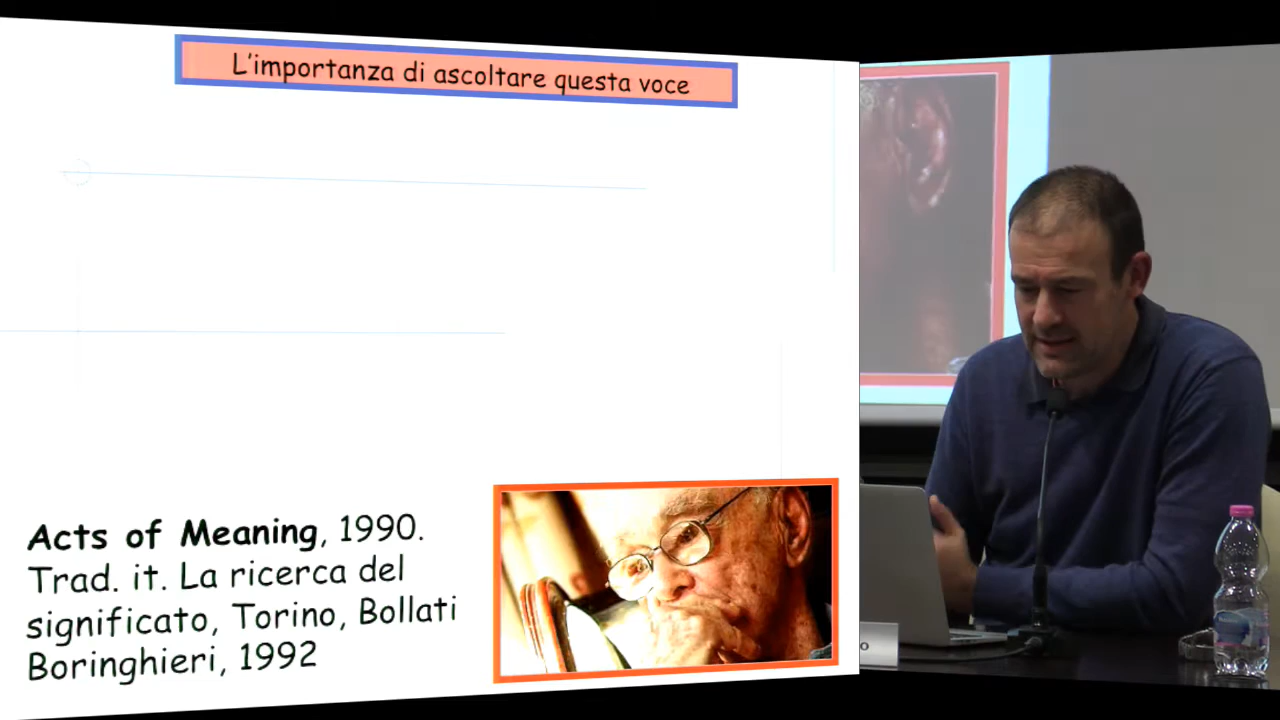 L'importanza di ascoltare questa voce
Acts of Meaning, 1990.
Trad. it. La ricerca del
significato, Torino, Bollati
Boringhieri, 1992